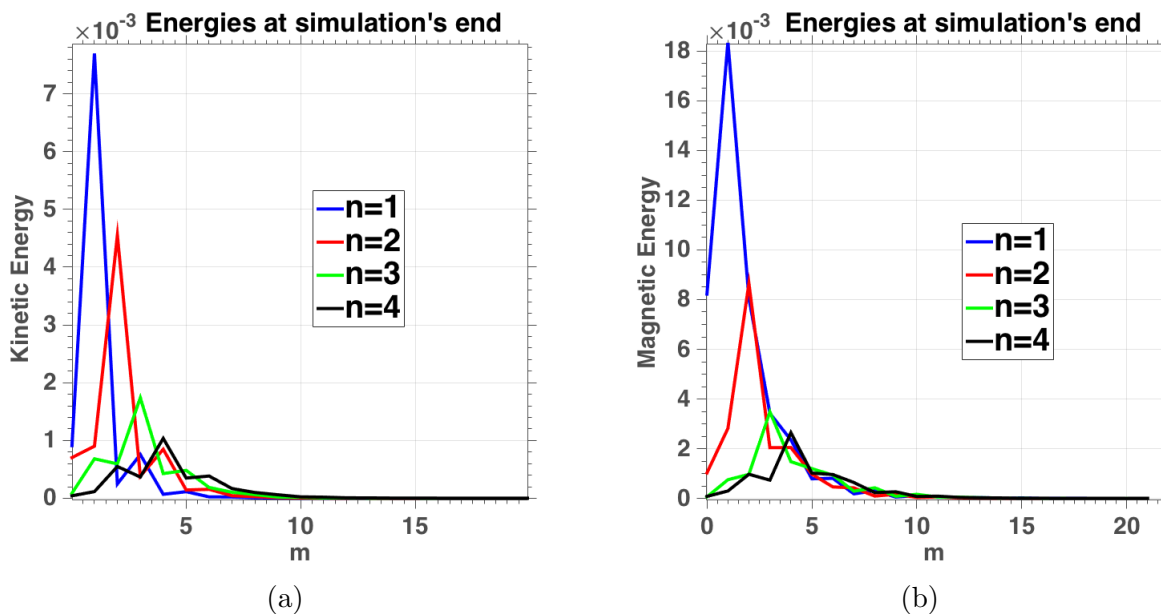 ×10⁻³ Energies at simulation's end
7
6
5
4
3
2
1
0
Kinetic Energy
n=1
n=2
n=3
n=4
5 10 15
m
(a)
×10⁻³ Energies at simulation's end
18
16
14
12
10
8
6
4
2
0
Magnetic Energy
n=1
n=2
n=3
n=4
0 5 10 15 20
m
(b)